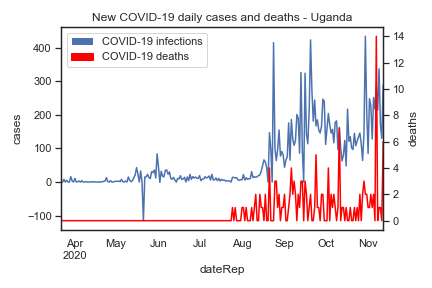 New COVID-19 daily cases and deaths - Uganda
COVID-19 infections
COVID-19 deaths
400
300
200
100
0
−100
cases
14
12
10
8
6
4
2
0
deaths
Apr May Jun Jul Aug Sep Oct Nov
2020
dateRep